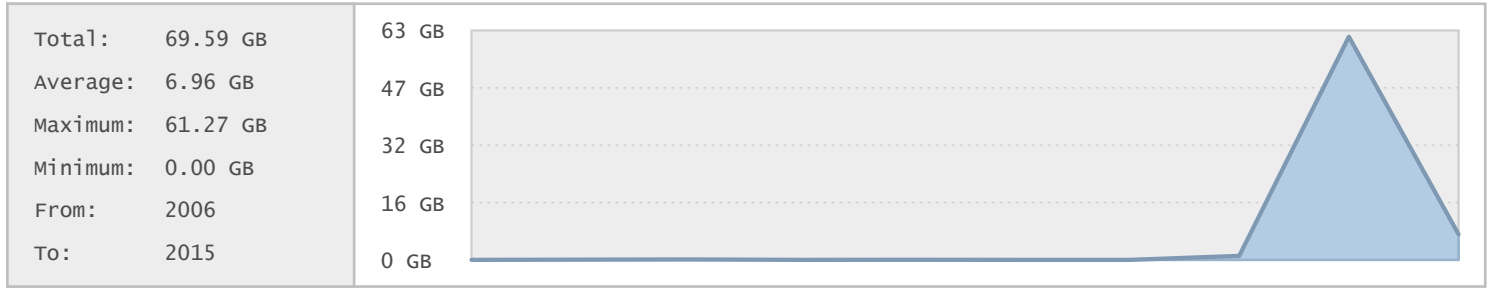 Total: 69.59 GB
Average: 6.96 GB
Maximum: 61.27 GB
Minimum: 0.00 GB
From: 2006
To: 2015
63 GB
47 GB
32 GB
16 GB
0 GB